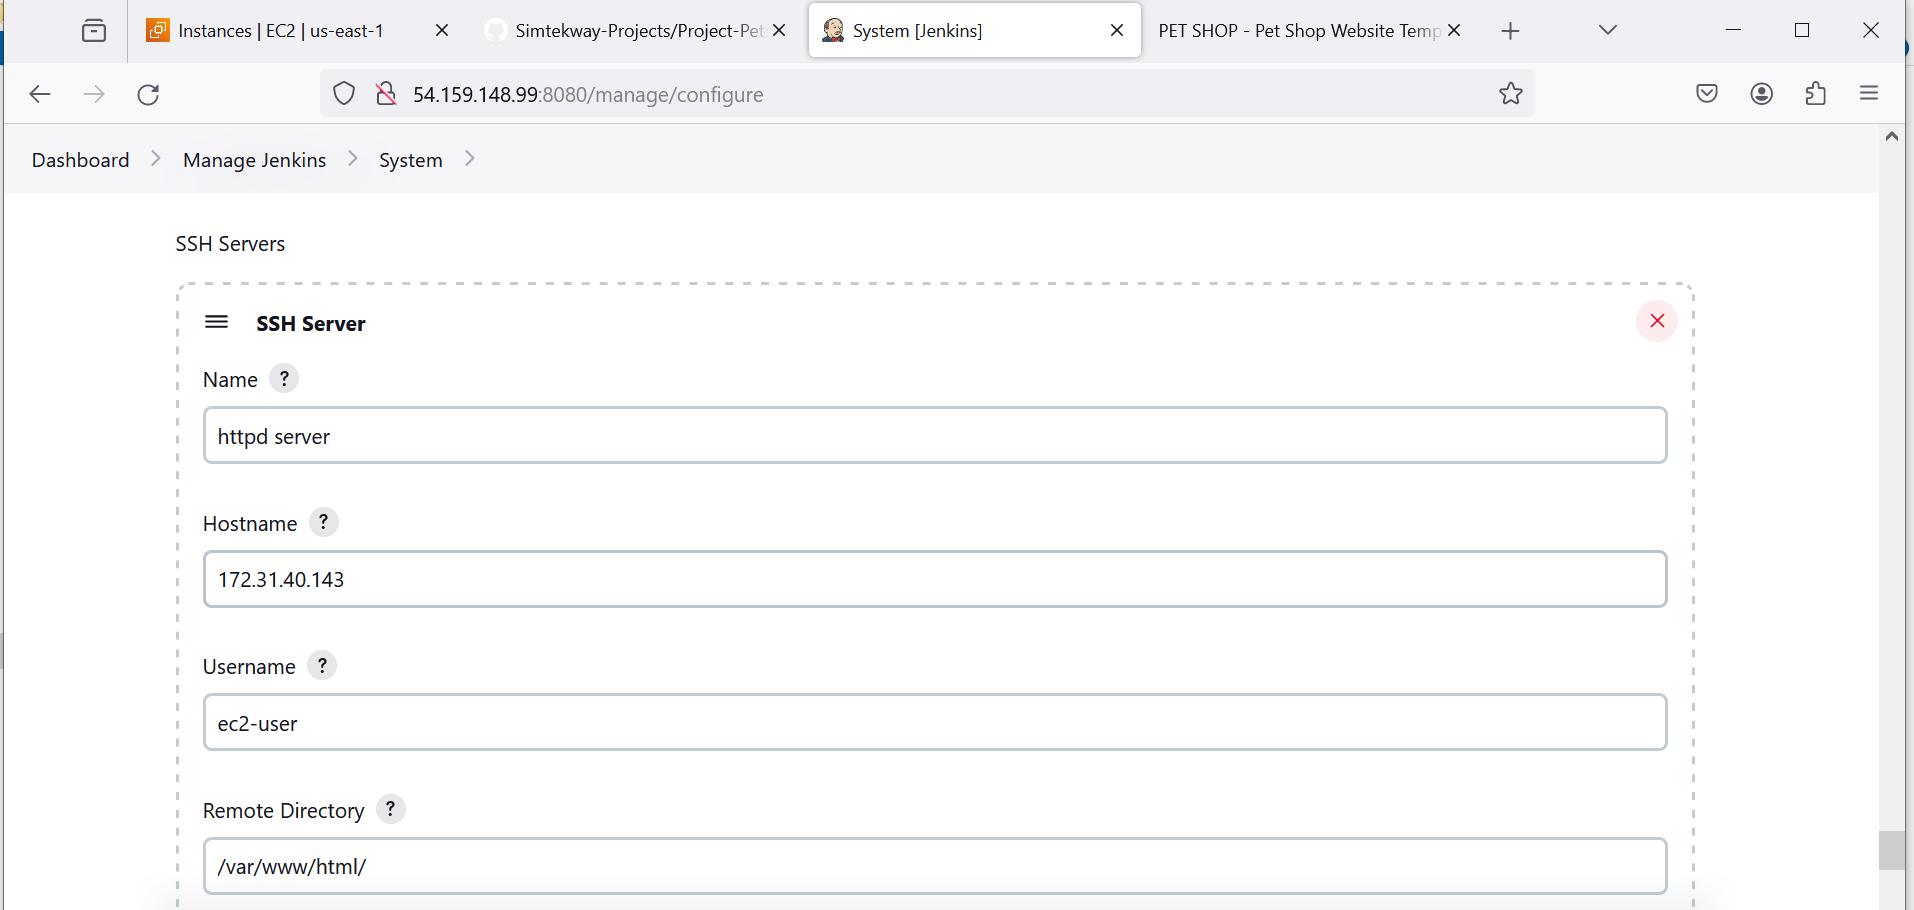 Instances | EC2 | us-east-1
Simtekway-Projects/Project-Pet
System [Jenkins]
PET SHOP - Pet Shop Website Temp
54.159.148.99:8080/manage/configure
Dashboard > Manage Jenkins > System >
SSH Servers
SSH Server
Name ?
httpd server
Hostname ?
172.31.40.143
Username ?
ec2-user
Remote Directory ?
/var/www/html/